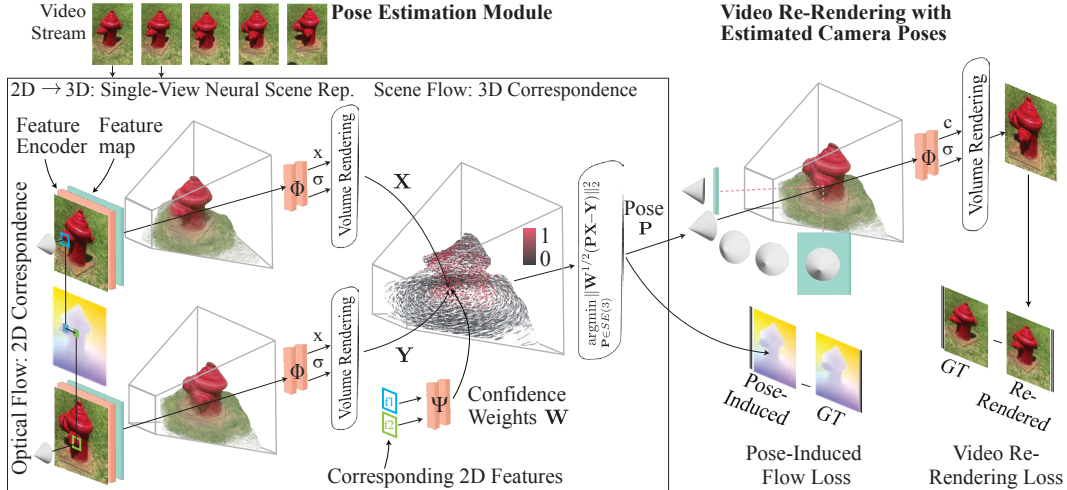 Video
Stream
Pose Estimation Module
Video Re-Rendering with
Estimated Camera Poses
2D → 3D: Single-View Neural Scene Rep.
Scene Flow: 3D Correspondence
Feature
Encoder
Feature
map
Optical Flow: 2D Correspondence
Φ
x
σ
Volume Rendering
X
Φ
x
σ
Volume Rendering
Y
1
0
f1
f2
Ψ
Confidence
Weights W
Corresponding 2D Features
argmin ‖W^{1/2}(PX−Y)‖₂²
P∈SE(3)
Pose
P
Φ
c
σ
Volume Rendering
Pose-
Induced
−
GT
Pose-Induced
Flow Loss
GT
−
Re-
Rendered
Video Re-
Rendering Loss